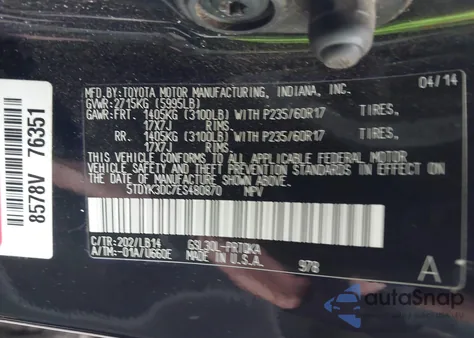 MFD.BY:TOYOTA MOTOR MANUFACTURING, INDIANA, INC. 04/14
GVWR:2715KG (5995LB)
GAWR:FRT. 1405KG (3100LB) WITH P235/60R17 TIRES,
17X7J RIMS,
RR. 1405KG (3100LB) WITH P235/60R17 TIRES,
17X7J RIMS,
THIS VEHICLE CONFORMS TO ALL APPLICABLE
FEDERAL MOTOR VEHICLE SAFETY AND
THEFT PREVENTION STANDARDS IN EFFECT
ON THE DATE OF MANUFACTURE SHOWN ABOVE.
5TDYK3DC7ES480870 MPV
C/TR:202/LB14 GSL30L-PRTQKA
A/TM:-01A/U660E MADE IN U.S.A. 978 A
8578V 76351
autoSnap